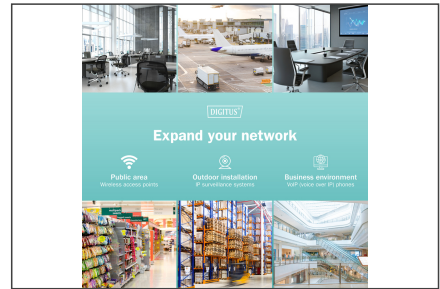 DIGITUS
Expand your network
Public area
Wireless access points
Outdoor installation
IP surveillance systems
Business environment
VoIP (voice over IP) phones